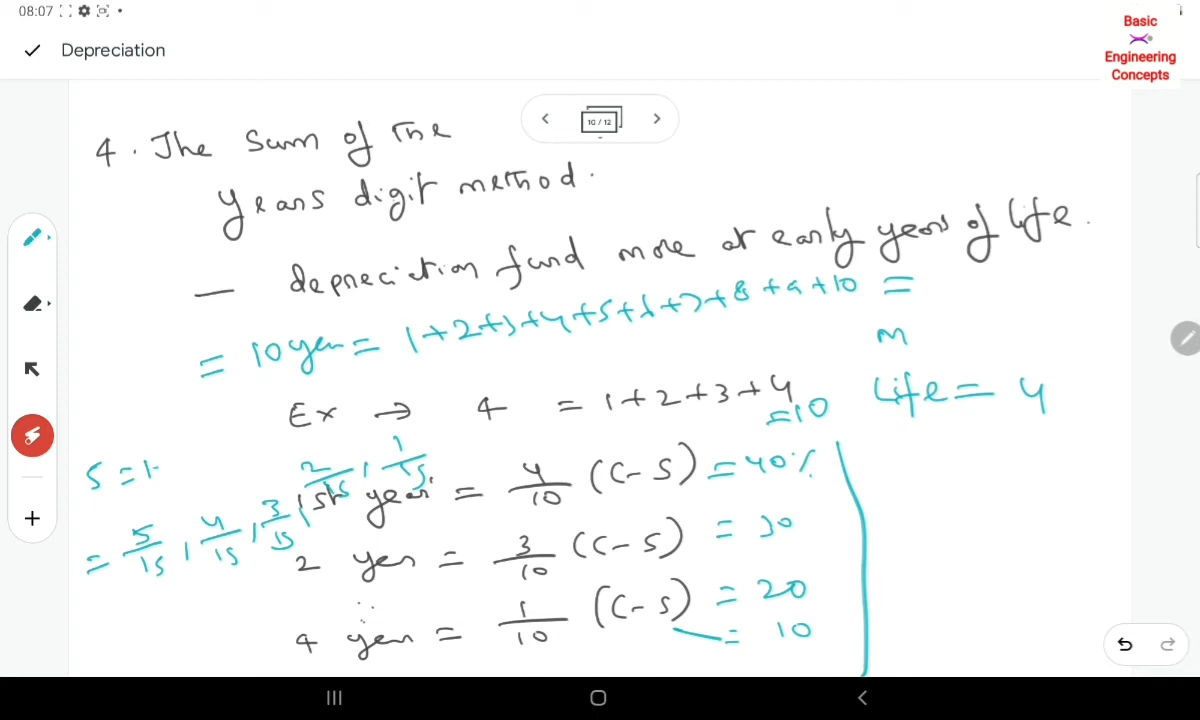 08:07
Basic
Engineering
Concepts
Depreciation
10 / 12
4. The Sum of The
years digit method.
— depreciation fund more at early years of life.
= 10 year = 1+2+3+4+5+6+7+8+9+10 =
Ex → 4 = 1+2+3+4
=10
Life = 4
S = 1
= 5/15, 4/15, 3/15, 2/15, 1/15
1st year = 4/10 (C-S) = 40%
2 year = 3/10 (C-S) = 30
= 20
4 year = 1/10 (C-S)
= 10